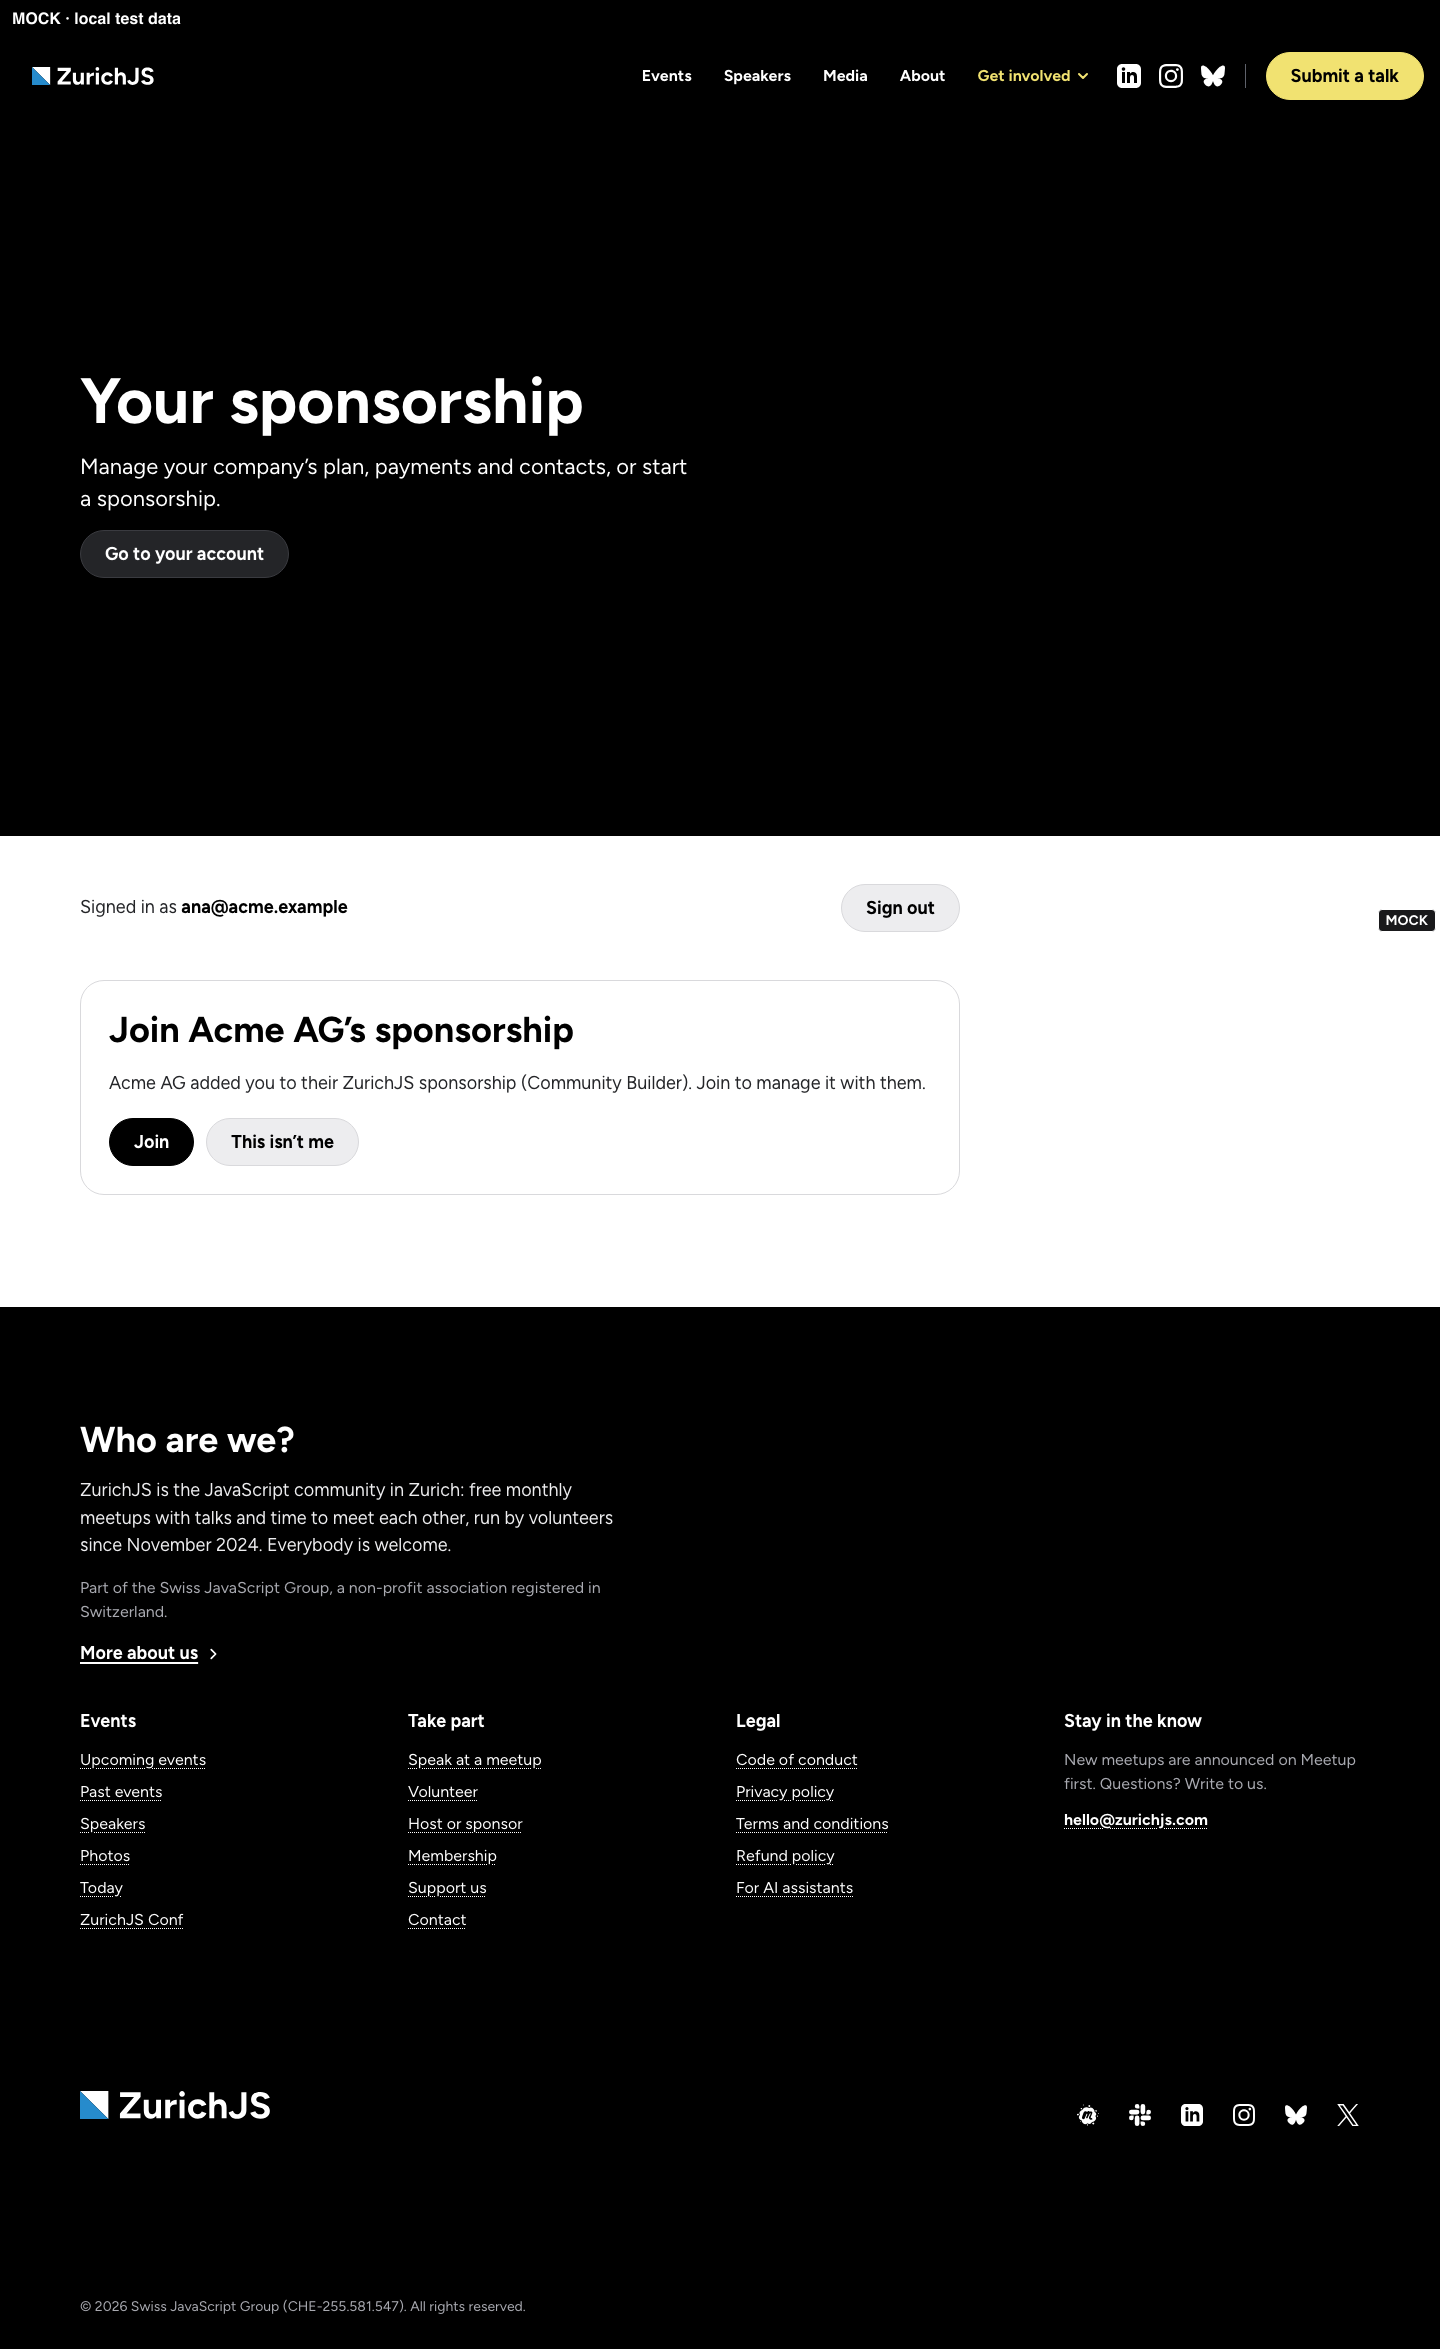 MOCK · local test data
ZurichJS
Events
Speakers
Media
About
Get involved
Submit a talk
Your sponsorship
Manage your company’s plan, payments and contacts, or start
a sponsorship.
Go to your account
Signed in as ana@acme.example
Sign out
MOCK
Join Acme AG’s sponsorship
Acme AG added you to their ZurichJS sponsorship (Community Builder). Join to manage it with them.
Join
This isn’t me
Who are we?
ZurichJS is the JavaScript community in Zurich: free monthly
meetups with talks and time to meet each other, run by volunteers
since November 2024. Everybody is welcome.
Part of the Swiss JavaScript Group, a non-profit association registered in
Switzerland.
More about us
Events
Upcoming events
Past events
Speakers
Photos
Today
ZurichJS Conf
Take part
Speak at a meetup
Volunteer
Host or sponsor
Membership
Support us
Contact
Legal
Code of conduct
Privacy policy
Terms and conditions
Refund policy
For AI assistants
Stay in the know
New meetups are announced on Meetup
first. Questions? Write to us.
hello@zurichjs.com
ZurichJS
© 2026 Swiss JavaScript Group (CHE-255.581.547). All rights reserved.